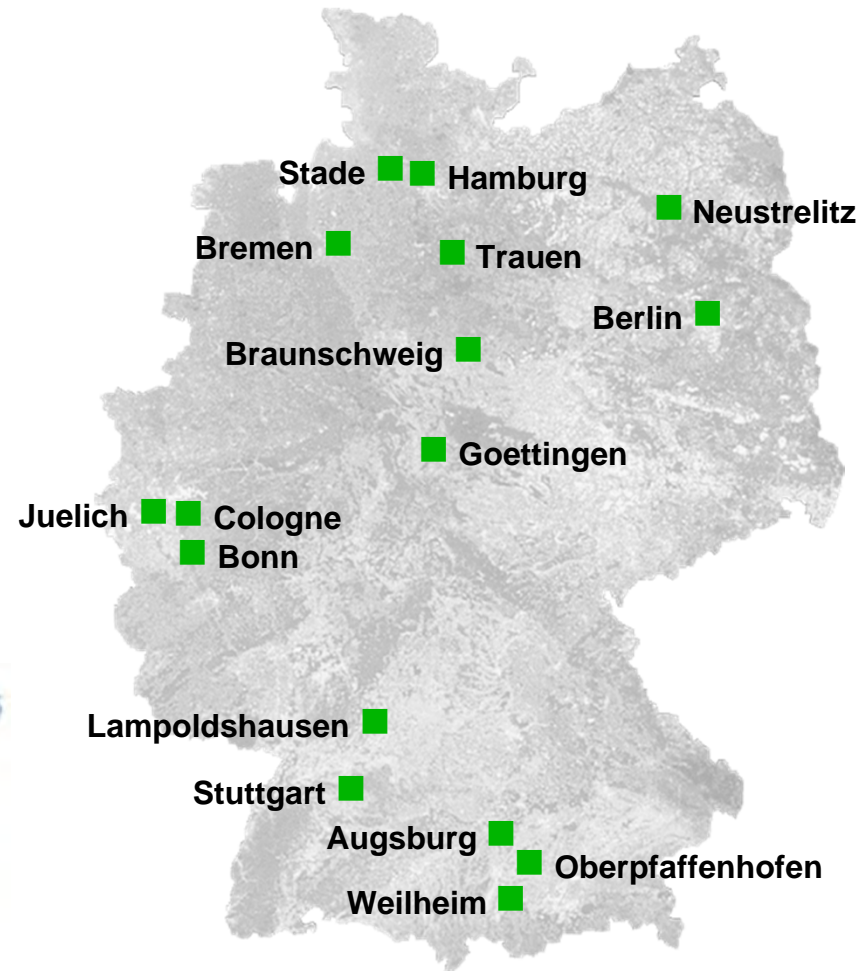 Stade
Hamburg
Neustrelitz
Bremen
Trauen
Berlin
Braunschweig
Goettingen
Juelich
Cologne
Bonn
Lampoldshausen
Stuttgart
Augsburg
Oberpfaffenhofen
Weilheim